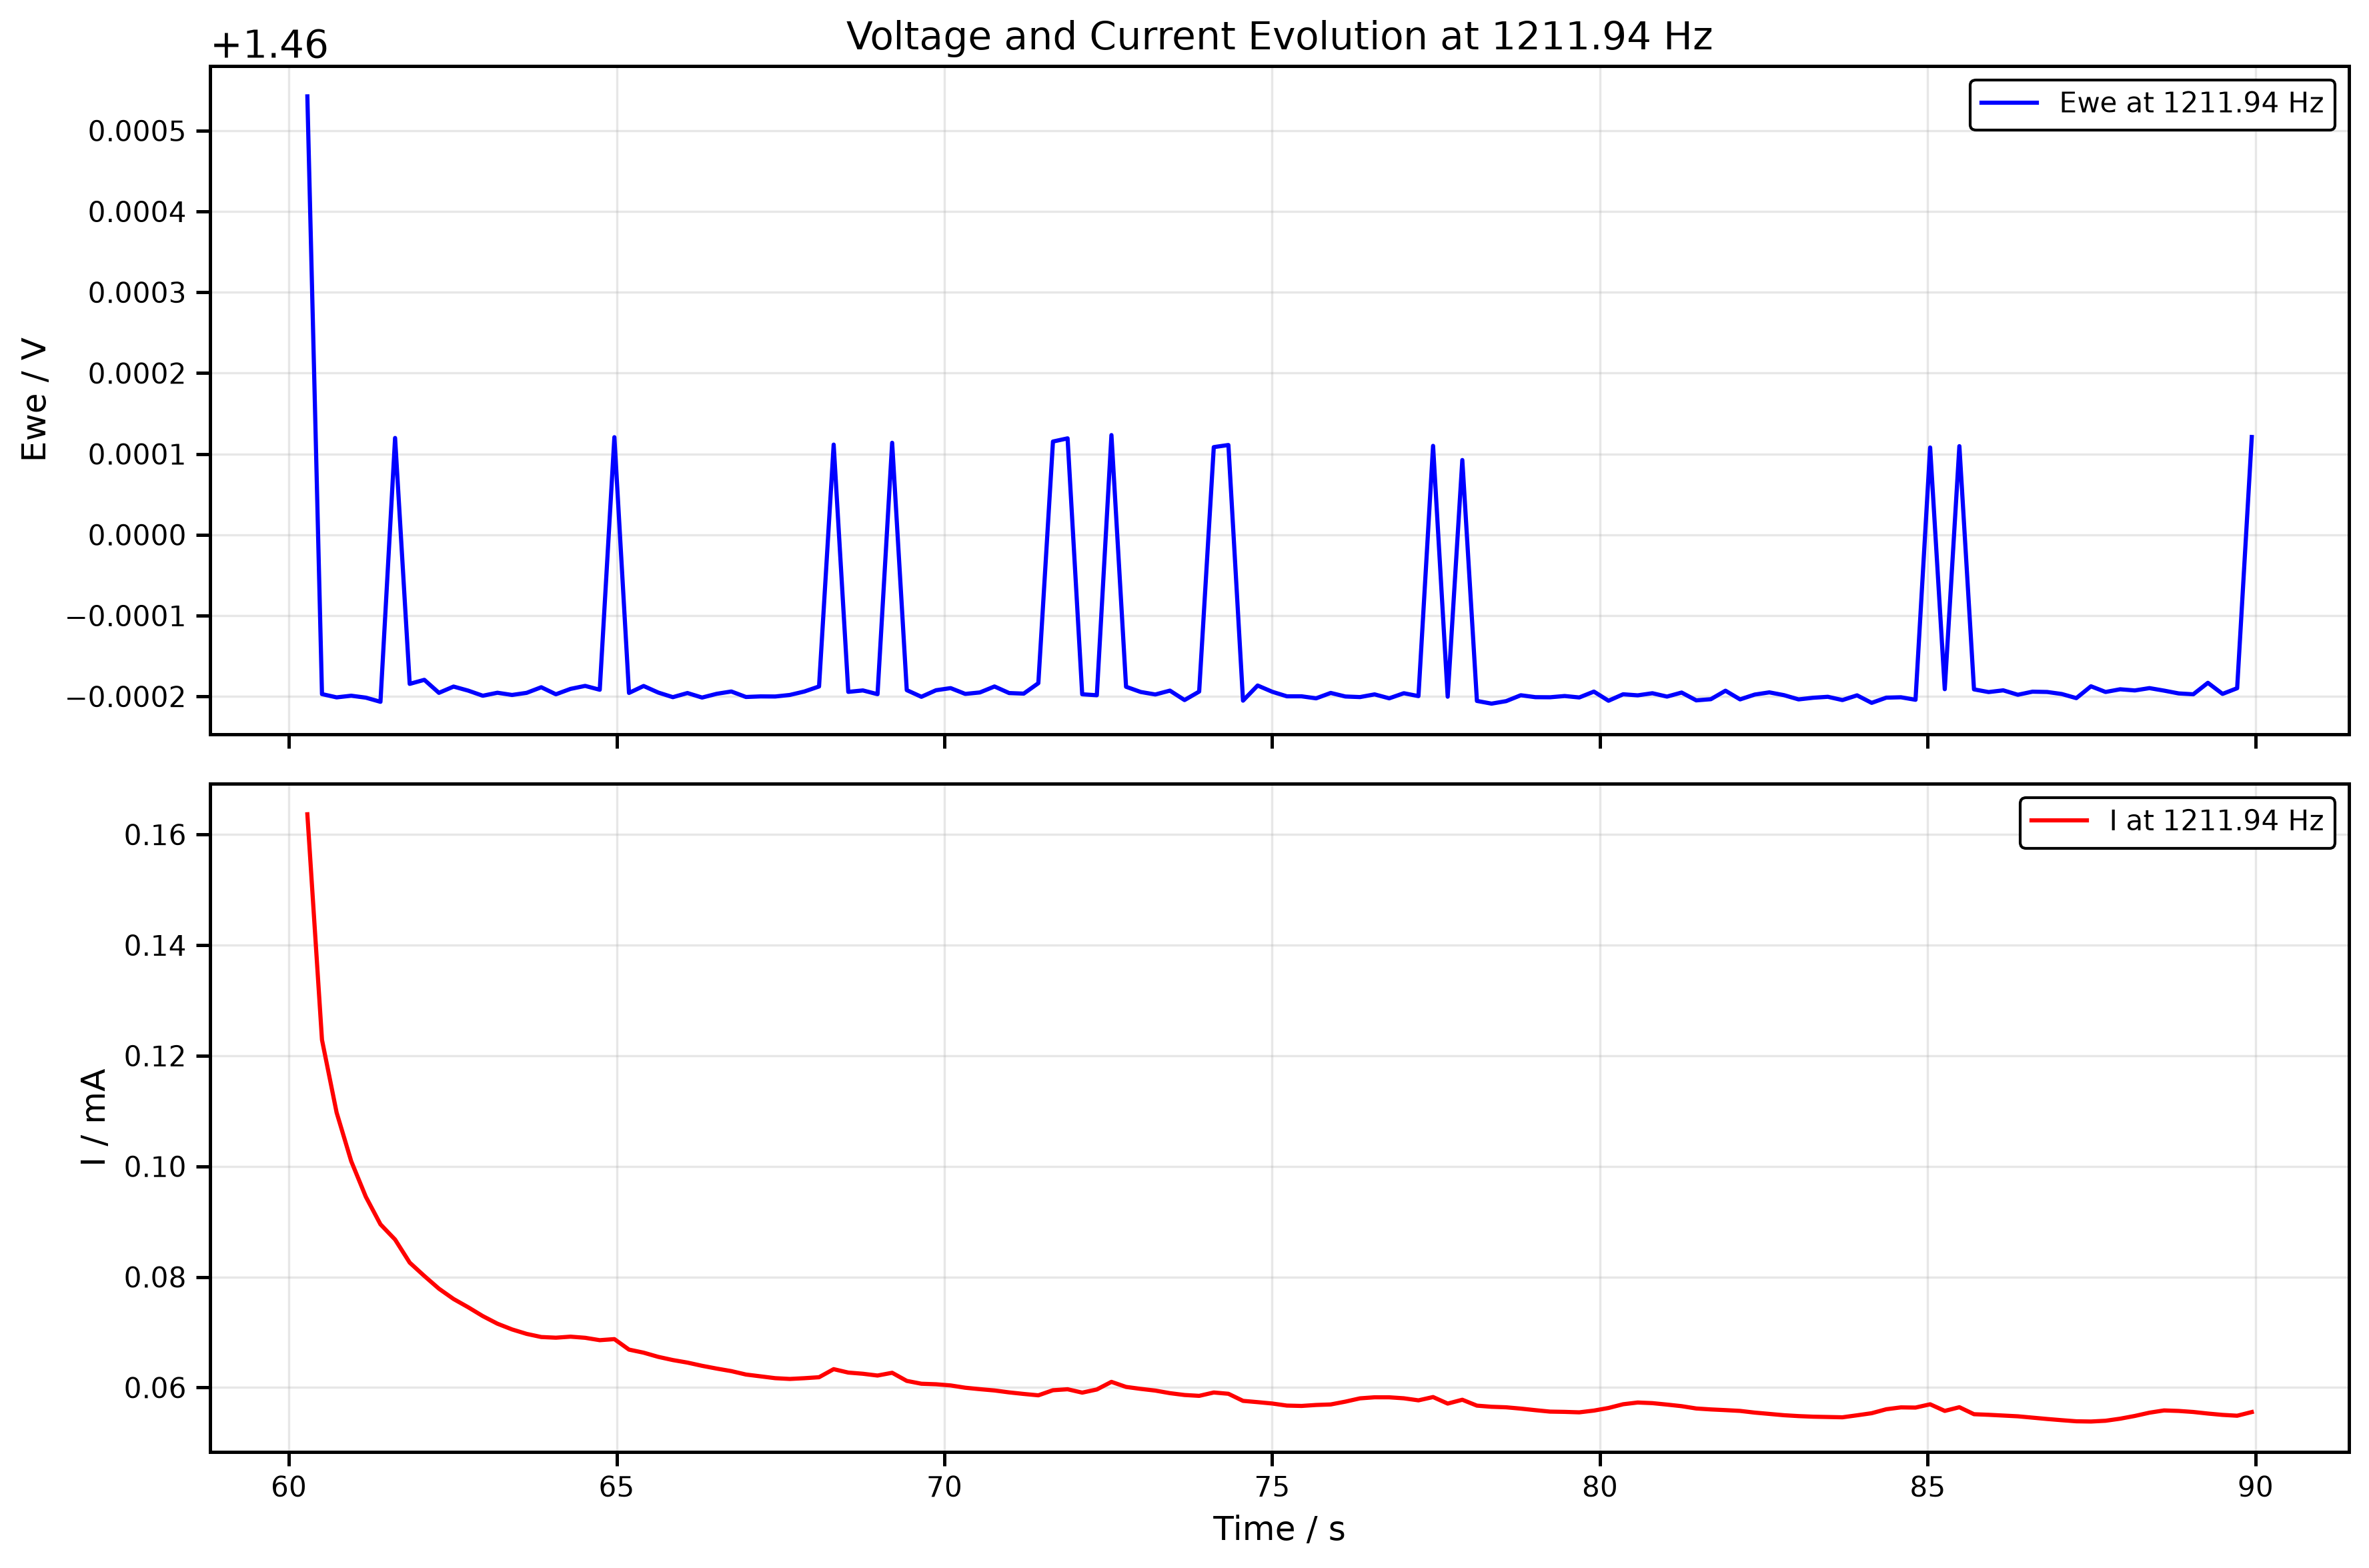 Voltage and Current Evolution at 1211.94 Hz
+1.46
Ewe at 1211.94 Hz
0.0005
0.0004
0.0003
0.0002
0.0001
0.0000
−0.0001
−0.0002
Ewe / V
I at 1211.94 Hz
0.16
0.14
0.12
0.10
0.08
0.06
I / mA
60 65 70 75 80 85 90
Time / s